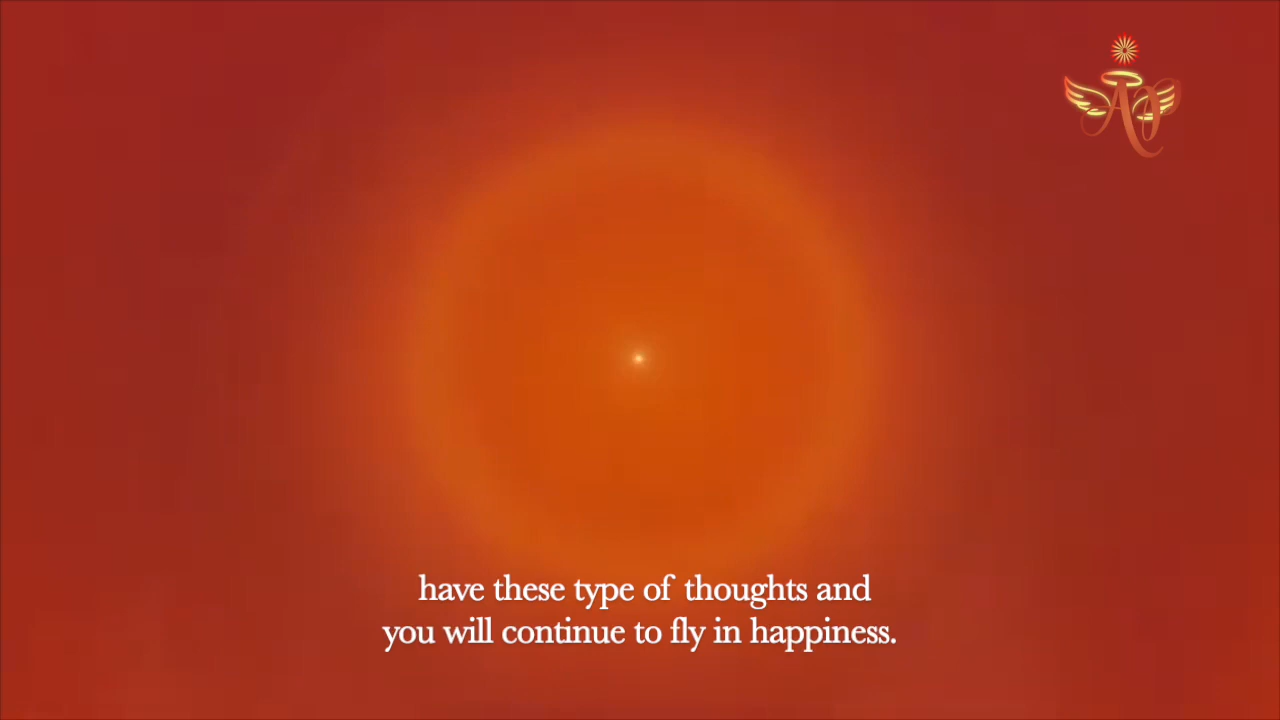 have these type of thoughts and
you will continue to fly in happiness.